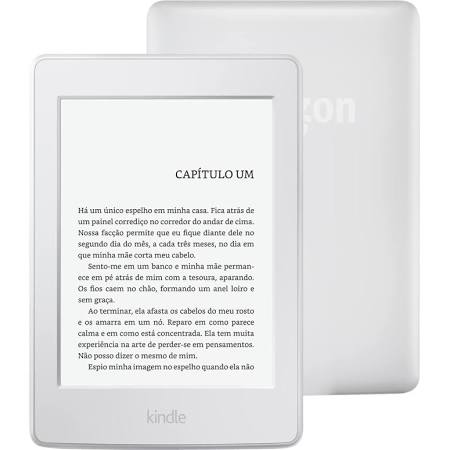 CAPÍTULO UM
Há um único espelho em minha casa. Fica atrás de
um painel corrediço no corredor do andar de cima.
Nossa facção permite que eu fique diante dele no
segundo dia do mês, a cada três meses, no dia em
que minha mãe corta meu cabelo.
Sento-me em um banco e minha mãe perman-
ece em pé atrás de mim com a tesoura, aparando.
Os fios caem no chão, formando um anel loiro e
sem graça.
Ao terminar, ela afasta os cabelos do meu rosto
e os amarra em um nó. Reparo em como parece
calma e em como está concentrada. Ela tem muita
experiência na arte de perder-se em pensamentos.
Não posso dizer o mesmo de mim.
Espio minha imagem no espelho quando ela não
kindle